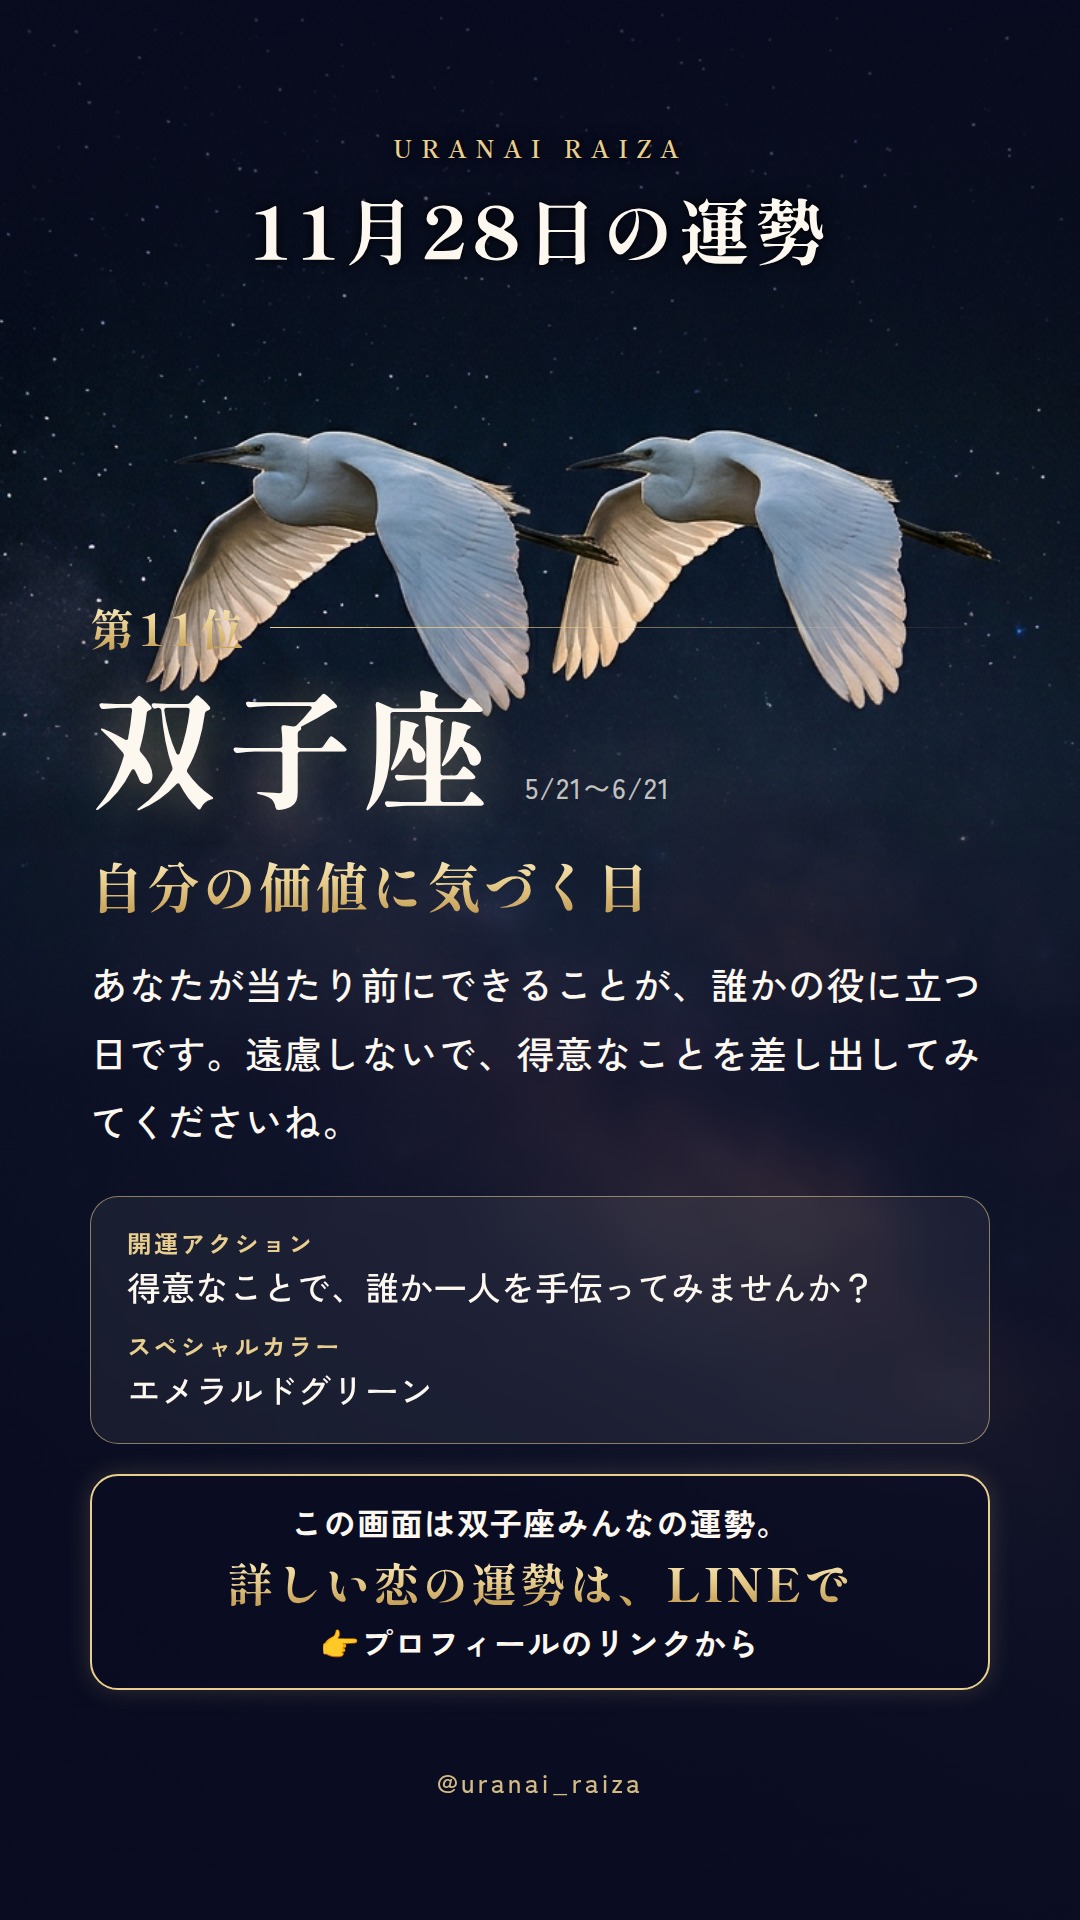 URANAI RAIZA
11月28日の運勢
第11位
双子座 5/21〜6/21
自分の価値に気づく日
あなたが当たり前にできることが、誰かの役に立つ
日です。遠慮しないで、得意なことを差し出してみ
てくださいね。
開運アクション
得意なことで、誰か一人を手伝ってみませんか？
スペシャルカラー
エメラルドグリーン
この画面は双子座みんなの運勢。
詳しい恋の運勢は、LINEで
👉プロフィールのリンクから
@uranai_raiza